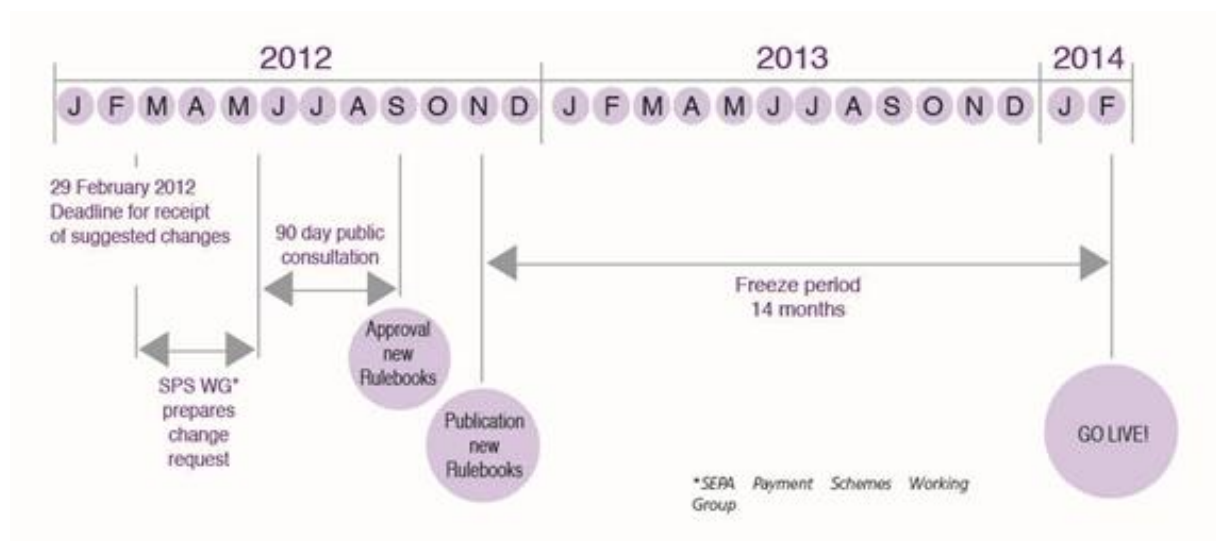 2012
2013
2014
J F M A M J J A S O N D
J F M A M J J A S O N D
J F
29 February 2012
Deadline for receipt
of suggested changes
90 day public
consultation
Freeze period
14 months
Approval
new
Rulebooks
SPS WG*
prepares
change
request
Publication
new
Rulebooks
GO LIVE!
*SEPA Payment Schemes Working
Group